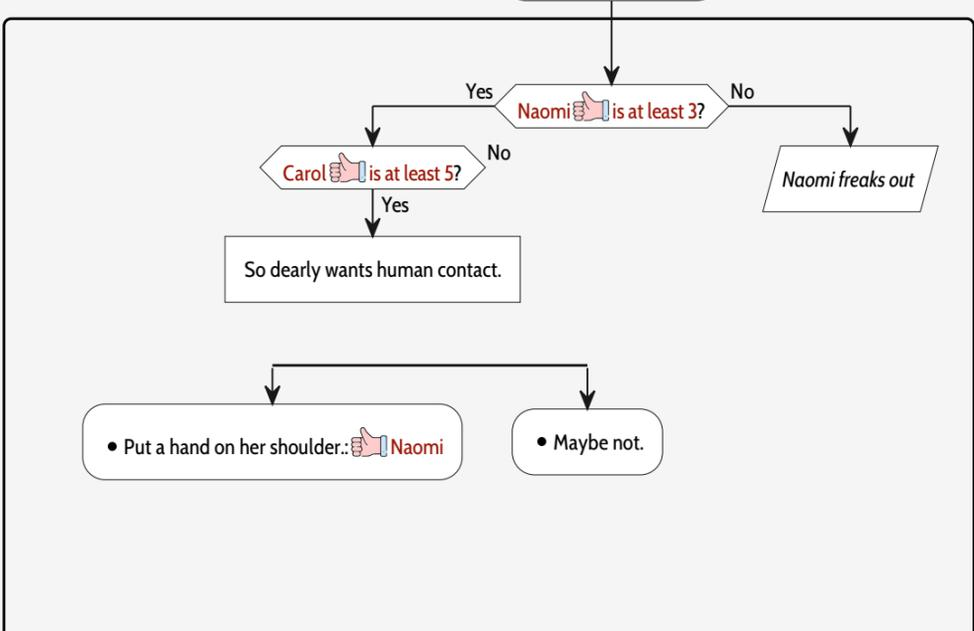 Yes
Naomi is at least 3?
No
Carol is at least 5?
No
Naomi freaks out
Yes
So dearly wants human contact.
• Put a hand on her shoulder.: Naomi
• Maybe not.